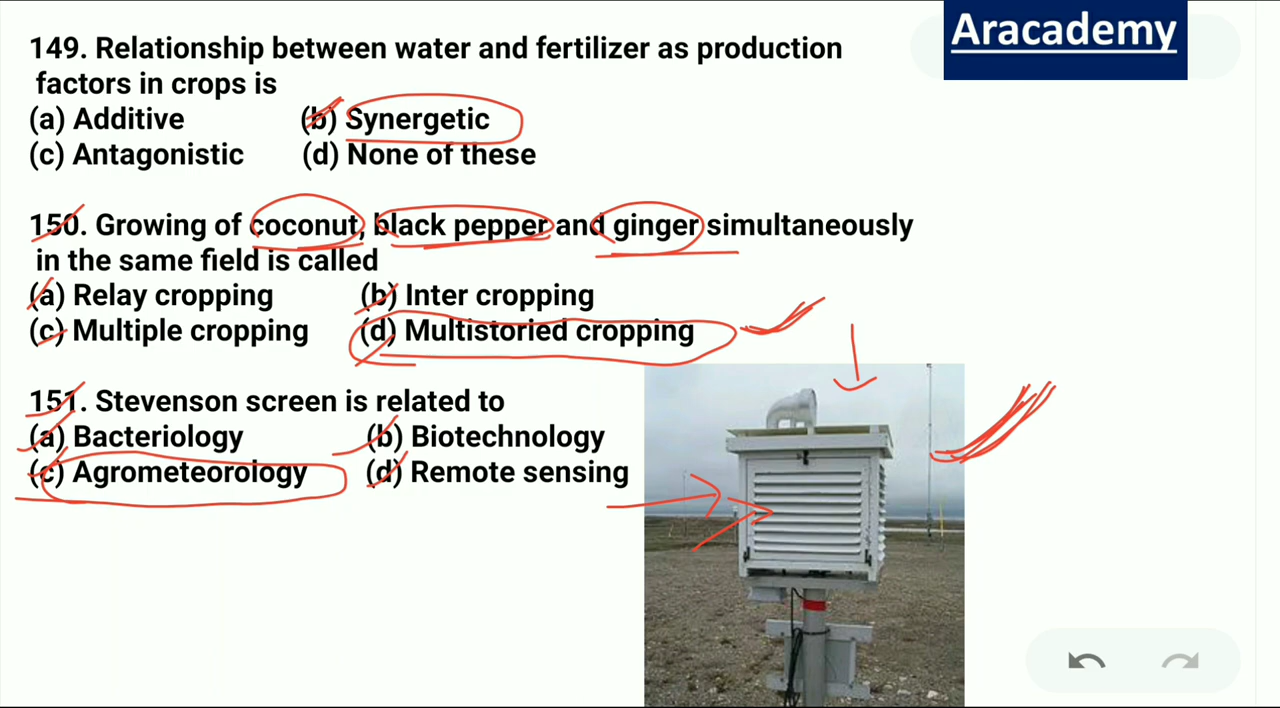 Aracademy
149. Relationship between water and fertilizer as production
factors in crops is
(a) Additive (b) Synergetic
(c) Antagonistic (d) None of these
150. Growing of coconut, black pepper and ginger simultaneously
in the same field is called
(a) Relay cropping (b) Inter cropping
(c) Multiple cropping (d) Multistoried cropping
151. Stevenson screen is related to
(a) Bacteriology (b) Biotechnology
(c) Agrometeorology (d) Remote sensing